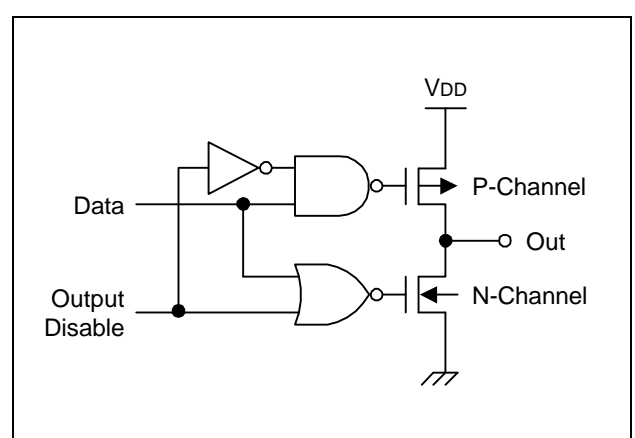 VDD
P-Channel
Data
Out
Output
Disable
N-Channel